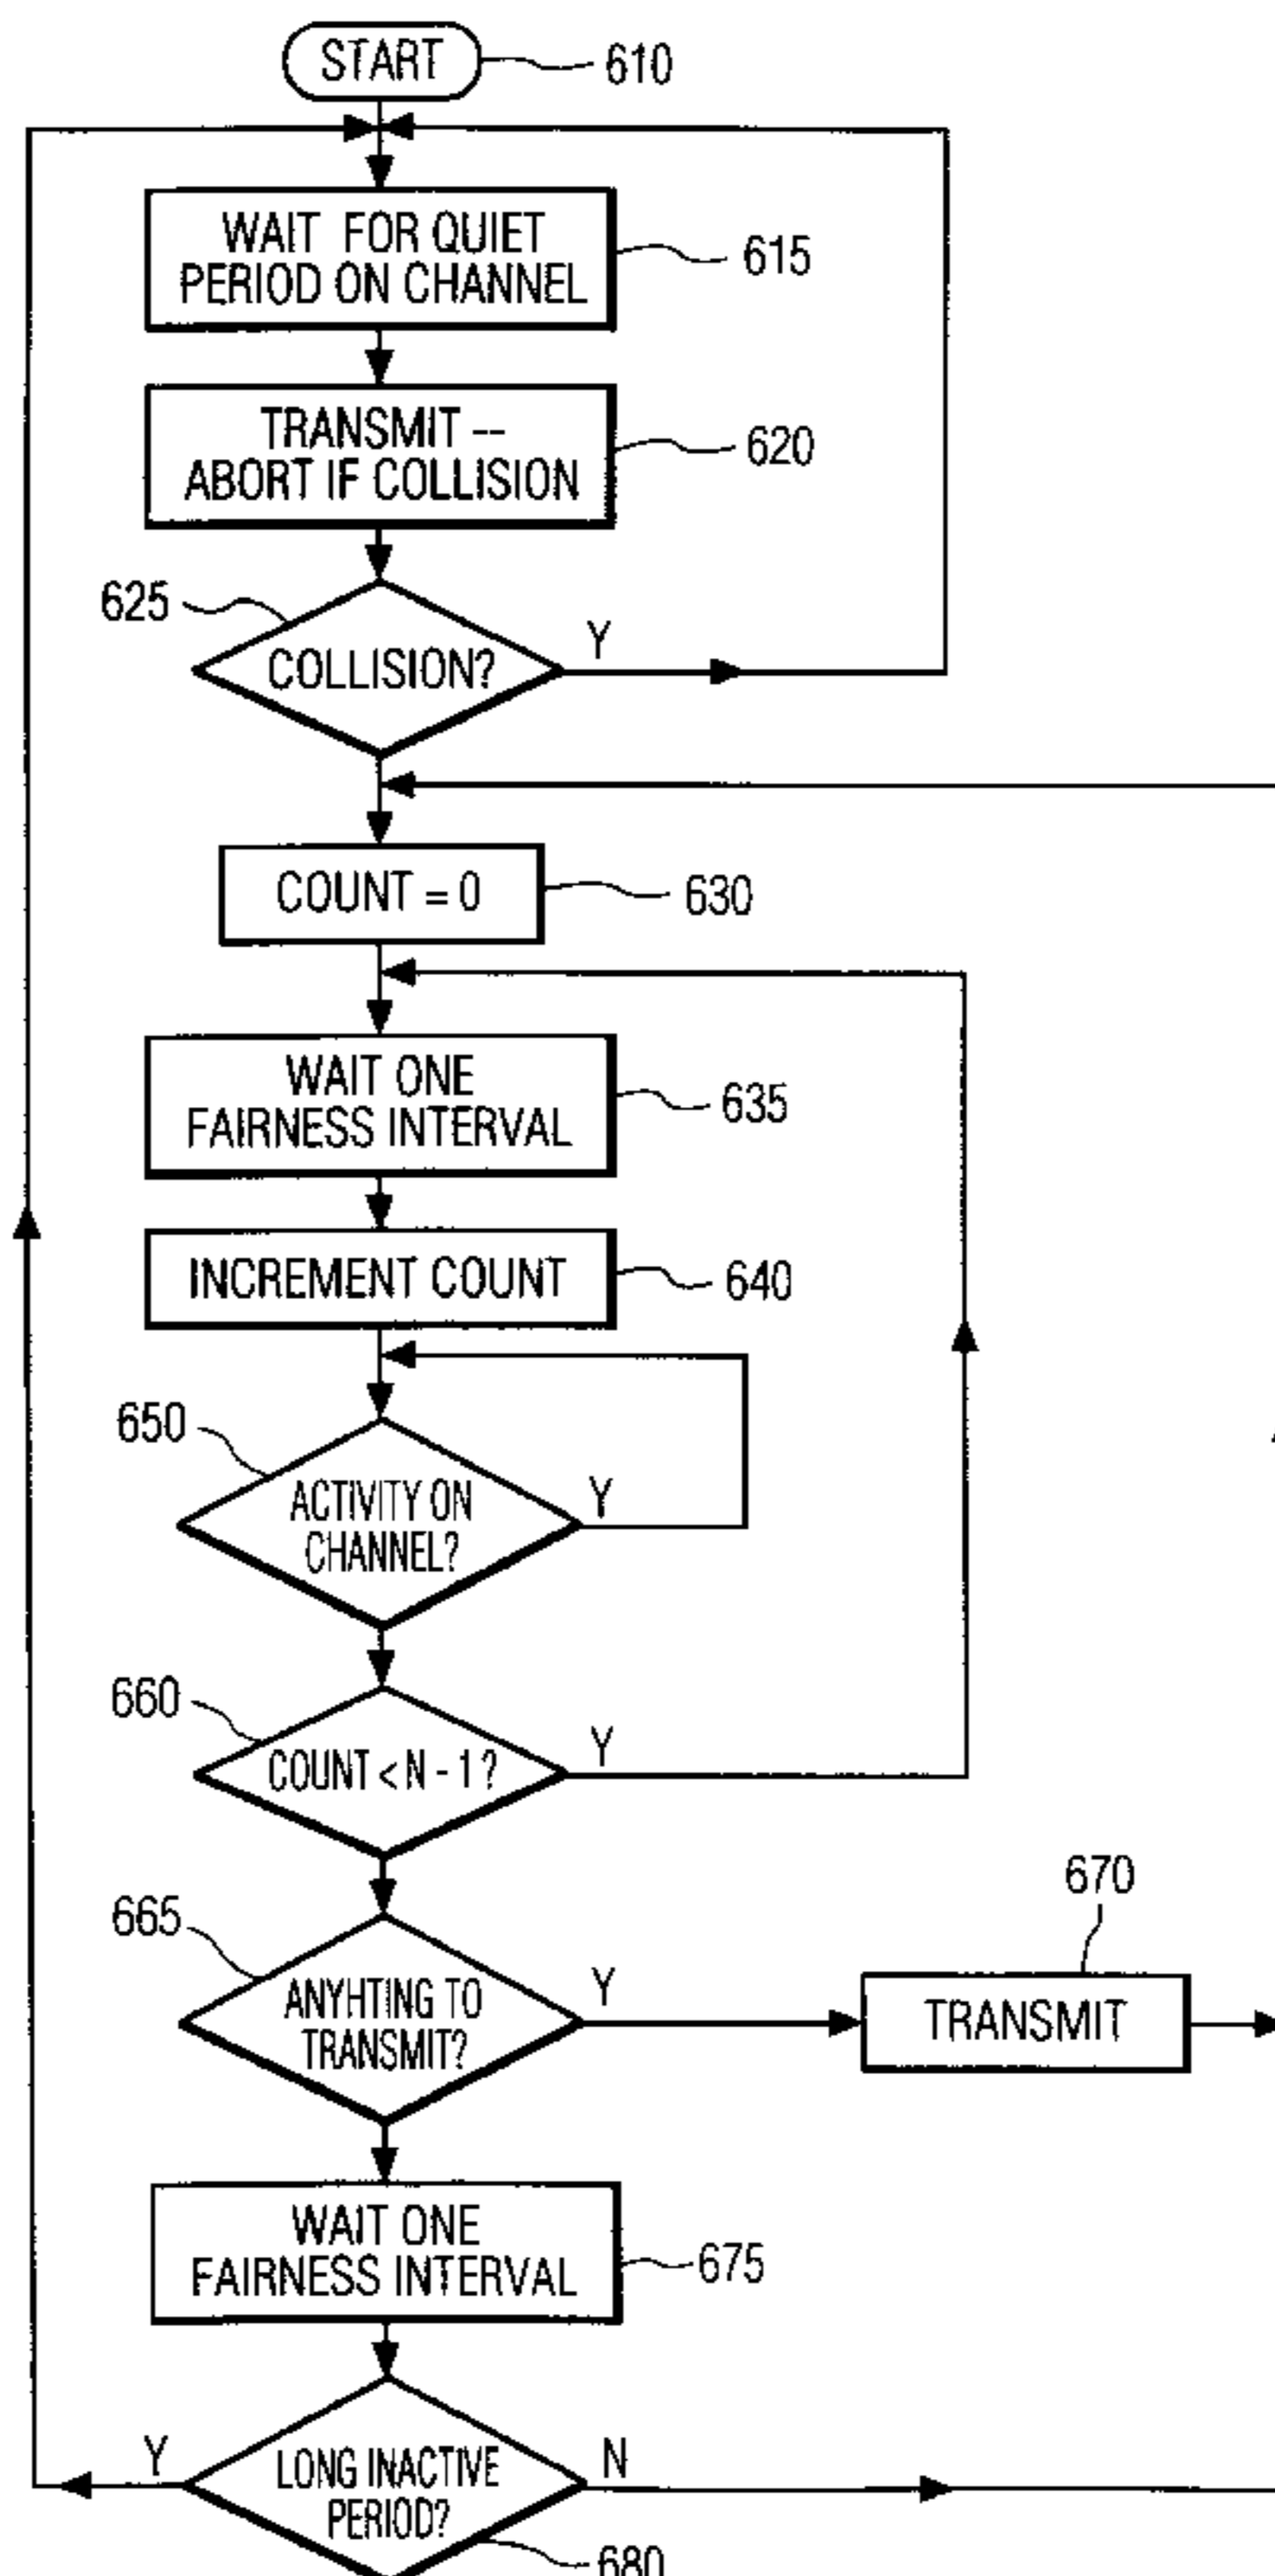 START
610
WAIT FOR QUIET
PERIOD ON CHANNEL
615
TRANSMIT --
ABORT IF COLLISION
620
625
COLLISION?
Y
COUNT = 0
630
WAIT ONE
FAIRNESS INTERVAL
635
INCREMENT COUNT
640
650
ACTIVITY ON
CHANNEL?
Y
660
COUNT < N - 1 ?
Y
665
ANYHTING TO
TRANSMIT?
Y
670
TRANSMIT
WAIT ONE
FAIRNESS INTERVAL
675
Y
LONG INACTIVE
PERIOD?
N
680